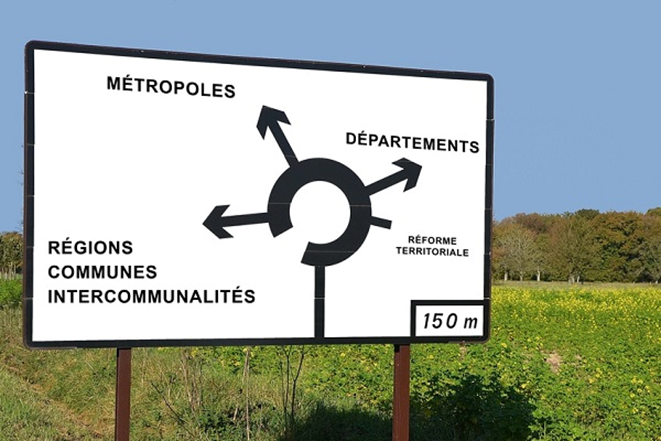 MÉTROPOLES
DÉPARTEMENTS
RÉFORME
TERRITORIALE
RÉGIONS
COMMUNES
INTERCOMMUNALITÉS
150 m